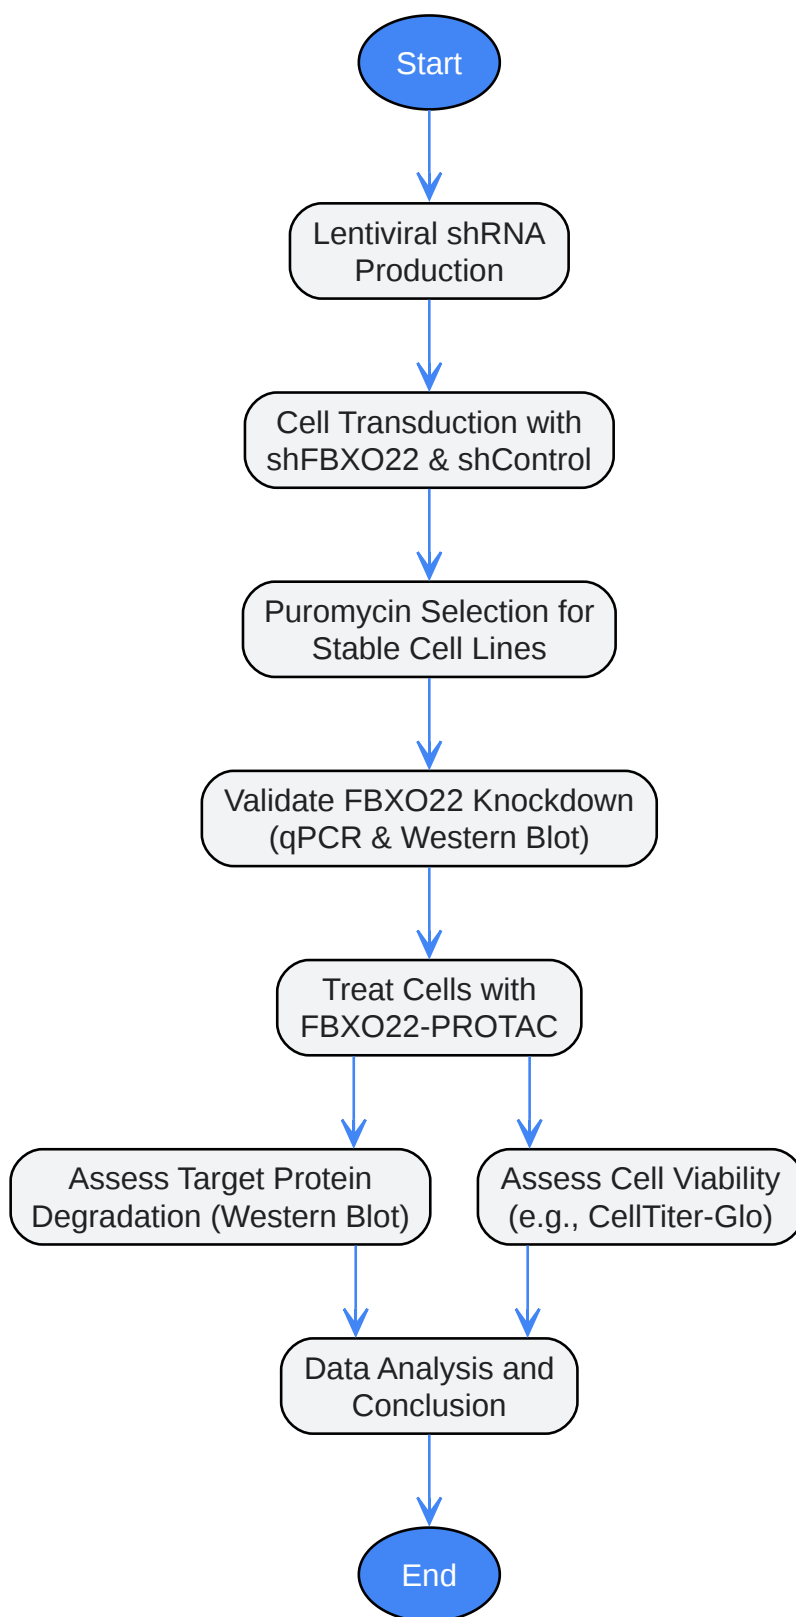 Start
Lentiviral shRNA
Production
Cell Transduction with
shFBXO22 & shControl
Puromycin Selection for
Stable Cell Lines
Validate FBXO22 Knockdown
(qPCR & Western Blot)
Treat Cells with
FBXO22-PROTAC
Assess Target Protein
Degradation (Western Blot)
Assess Cell Viability
(e.g., CellTiter-Glo)
Data Analysis and
Conclusion
End